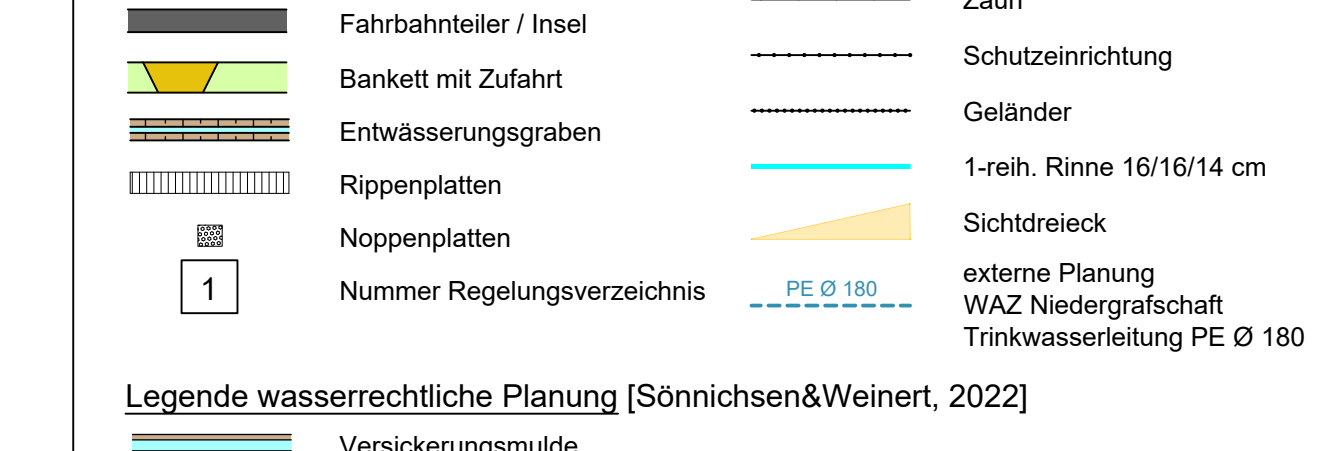 Zaun
Fahrbahnteiler / Insel
Schutzeinrichtung
Bankett mit Zufahrt
Geländer
Entwässerungsgraben
1-reih. Rinne 16/16/14 cm
Rippenplatten
Sichtdreieck
Noppenplatten
1
Nummer Regelungsverzeichnis
PE Ø 180
externe Planung
WAZ Niedergrafschaft
Trinkwasserleitung PE Ø 180
Legende wasserrechtliche Planung [Sönnichsen&Weinert, 2022]
Versickerungsmulde